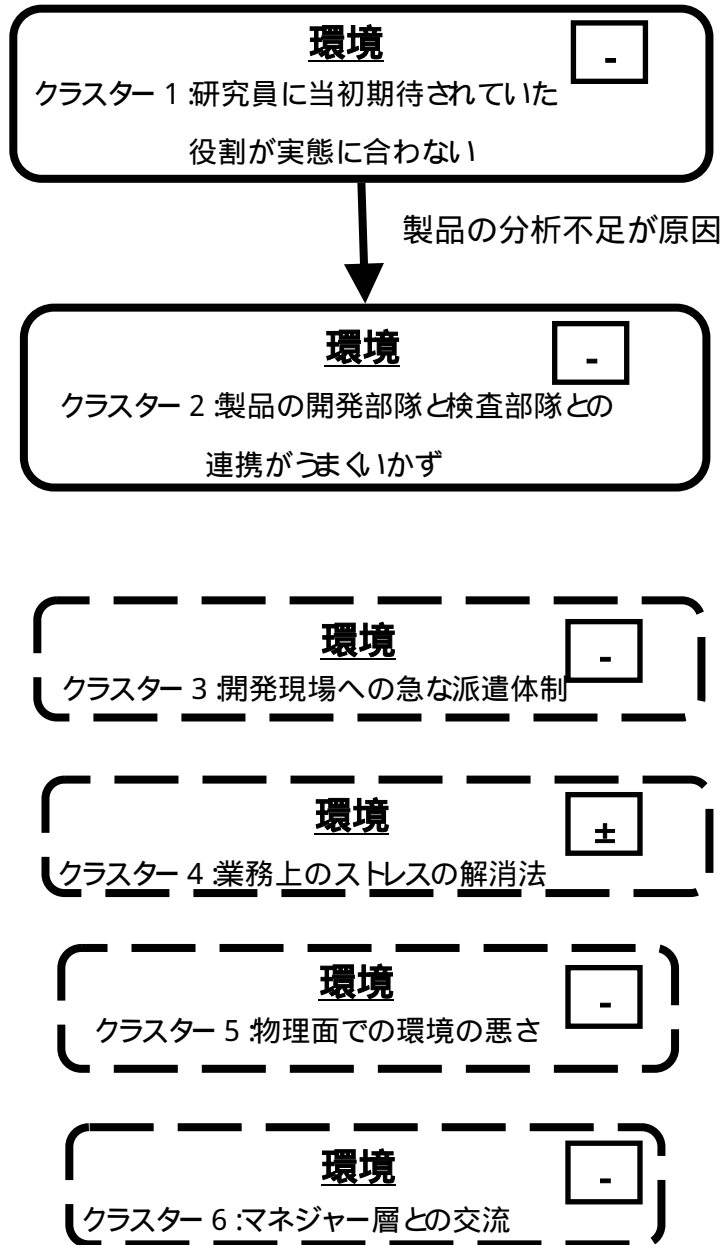 環境
-
クラスター 1:研究員に当初期待されていた
役割が実態に合わない
製品の分析不足が原因
環境
-
クラスター 2:製品の開発部隊と検査部隊との
連携がうまくいかず
環境
-
クラスター 3:開発現場への急な派遣体制
環境
±
クラスター 4:業務上のストレスの解消法
環境
-
クラスター 5:物理面での環境の悪さ
環境
-
クラスター 6:マネジャー層との交流